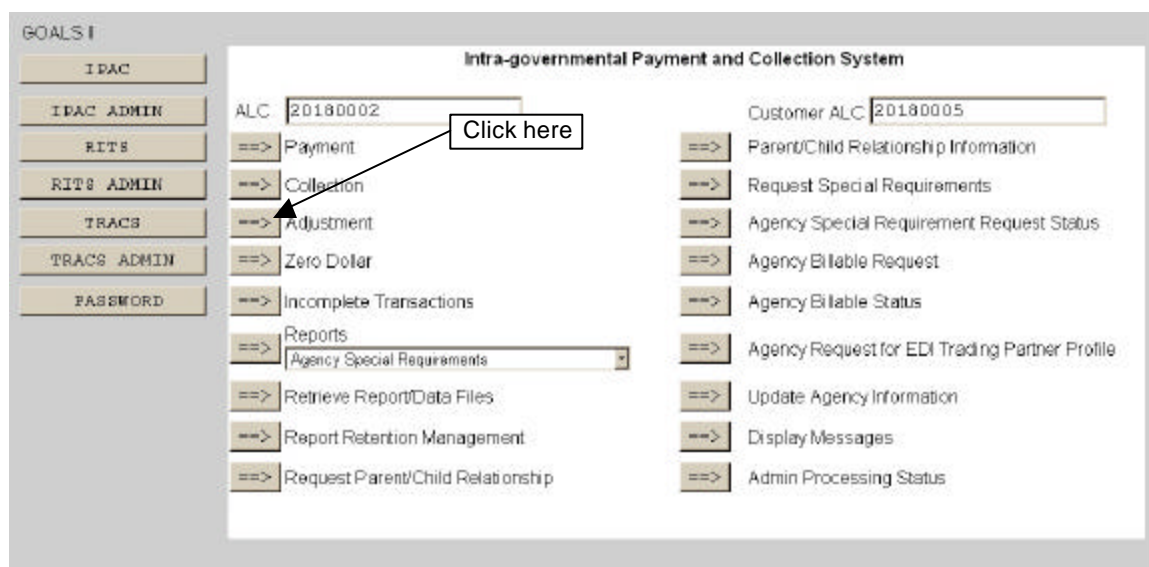 GOALS II
Intra-governmental Payment and Collection System
IPAC
IPAC ADMIN
RITS
RITS ADMIN
TRACS
TRACS ADMIN
PASSWORD
ALC 20180002
Customer ALC 20180005
Click here
==> Payment
==> Collection
==> Adjustment
==> Zero Dollar
==> Incomplete Transactions
==> Reports
Agency Special Requirements
==> Retrieve Report/Data Files
==> Report Retention Management
==> Request Parent/Child Relationship
==> Parent/Child Relationship Information
==> Request Special Requirements
==> Agency Special Requirement Request Status
==> Agency Billable Request
==> Agency Billable Status
==> Agency Request for EDI Trading Partner Profile
==> Update Agency Information
==> Display Messages
==> Admin Processing Status